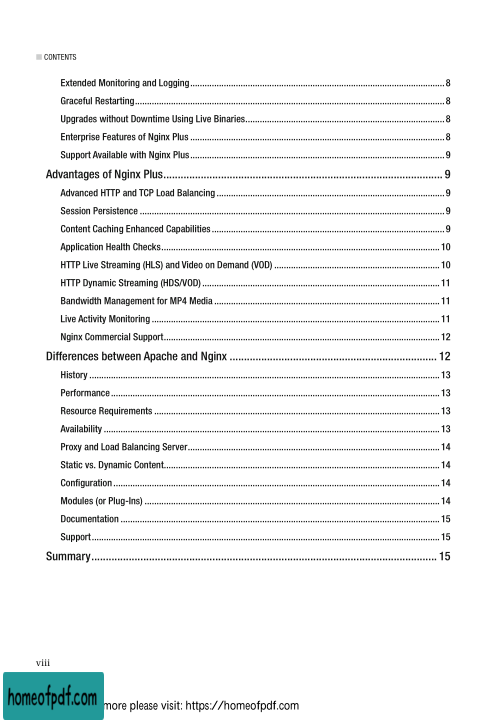 ■ CONTENTS
Extended Monitoring and Logging........................................................................................................ 8
Graceful Restarting................................................................................................................................ 8
Upgrades without Downtime Using Live Binaries.................................................................................. 8
Enterprise Features of Nginx Plus ......................................................................................................... 8
Support Available with Nginx Plus......................................................................................................... 9
Advantages of Nginx Plus................................................................................................ 9
Advanced HTTP and TCP Load Balancing .............................................................................................. 9
Session Persistence .............................................................................................................................. 9
Content Caching Enhanced Capabilities ................................................................................................ 9
Application Health Checks................................................................................................................... 10
HTTP Live Streaming (HLS) and Video on Demand (VOD) .................................................................... 10
HTTP Dynamic Streaming (HDS/VOD) .................................................................................................. 11
Bandwidth Management for MP4 Media ............................................................................................. 11
Live Activity Monitoring ....................................................................................................................... 11
Nginx Commercial Support.................................................................................................................. 12
Differences between Apache and Nginx ....................................................................... 12
History ................................................................................................................................................. 13
Performance........................................................................................................................................ 13
Resource Requirements ...................................................................................................................... 13
Availability ........................................................................................................................................... 13
Proxy and Load Balancing Server........................................................................................................ 14
Static vs. Dynamic Content.................................................................................................................. 14
Configuration ....................................................................................................................................... 14
Modules (or Plug-Ins) .......................................................................................................................... 14
Documentation .................................................................................................................................... 15
Support................................................................................................................................................ 15
Summary....................................................................................................................... 15
viii
homeofpdf.com
more please visit: https://homeofpdf.com